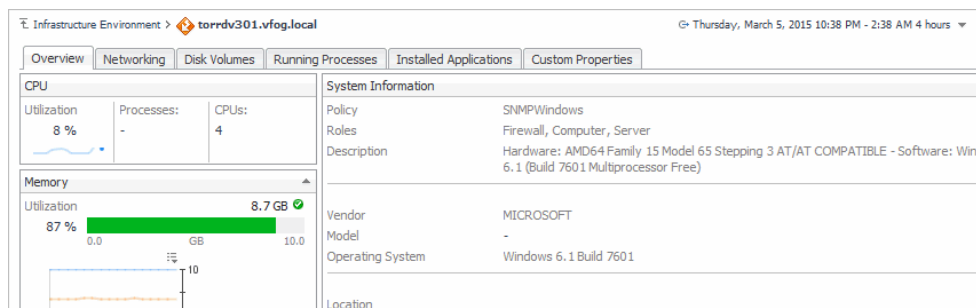 Infrastructure Environment > torrdv301.vfog.local
Thursday, March 5, 2015 10:38 PM - 2:38 AM 4 hours
Overview Networking Disk Volumes Running Processes Installed Applications Custom Properties
CPU
Utilization Processes: CPUs:
8 % - 4
Memory
Utilization 8.7 GB
87 %
0.0 GB 10.0
10
System Information
Policy SNMPWindows
Roles Firewall, Computer, Server
Description Hardware: AMD64 Family 15 Model 65 Stepping 3 AT/AT COMPATIBLE - Software: Win
6.1 (Build 7601 Multiprocessor Free)
Vendor MICROSOFT
Model -
Operating System Windows 6.1 Build 7601
Location